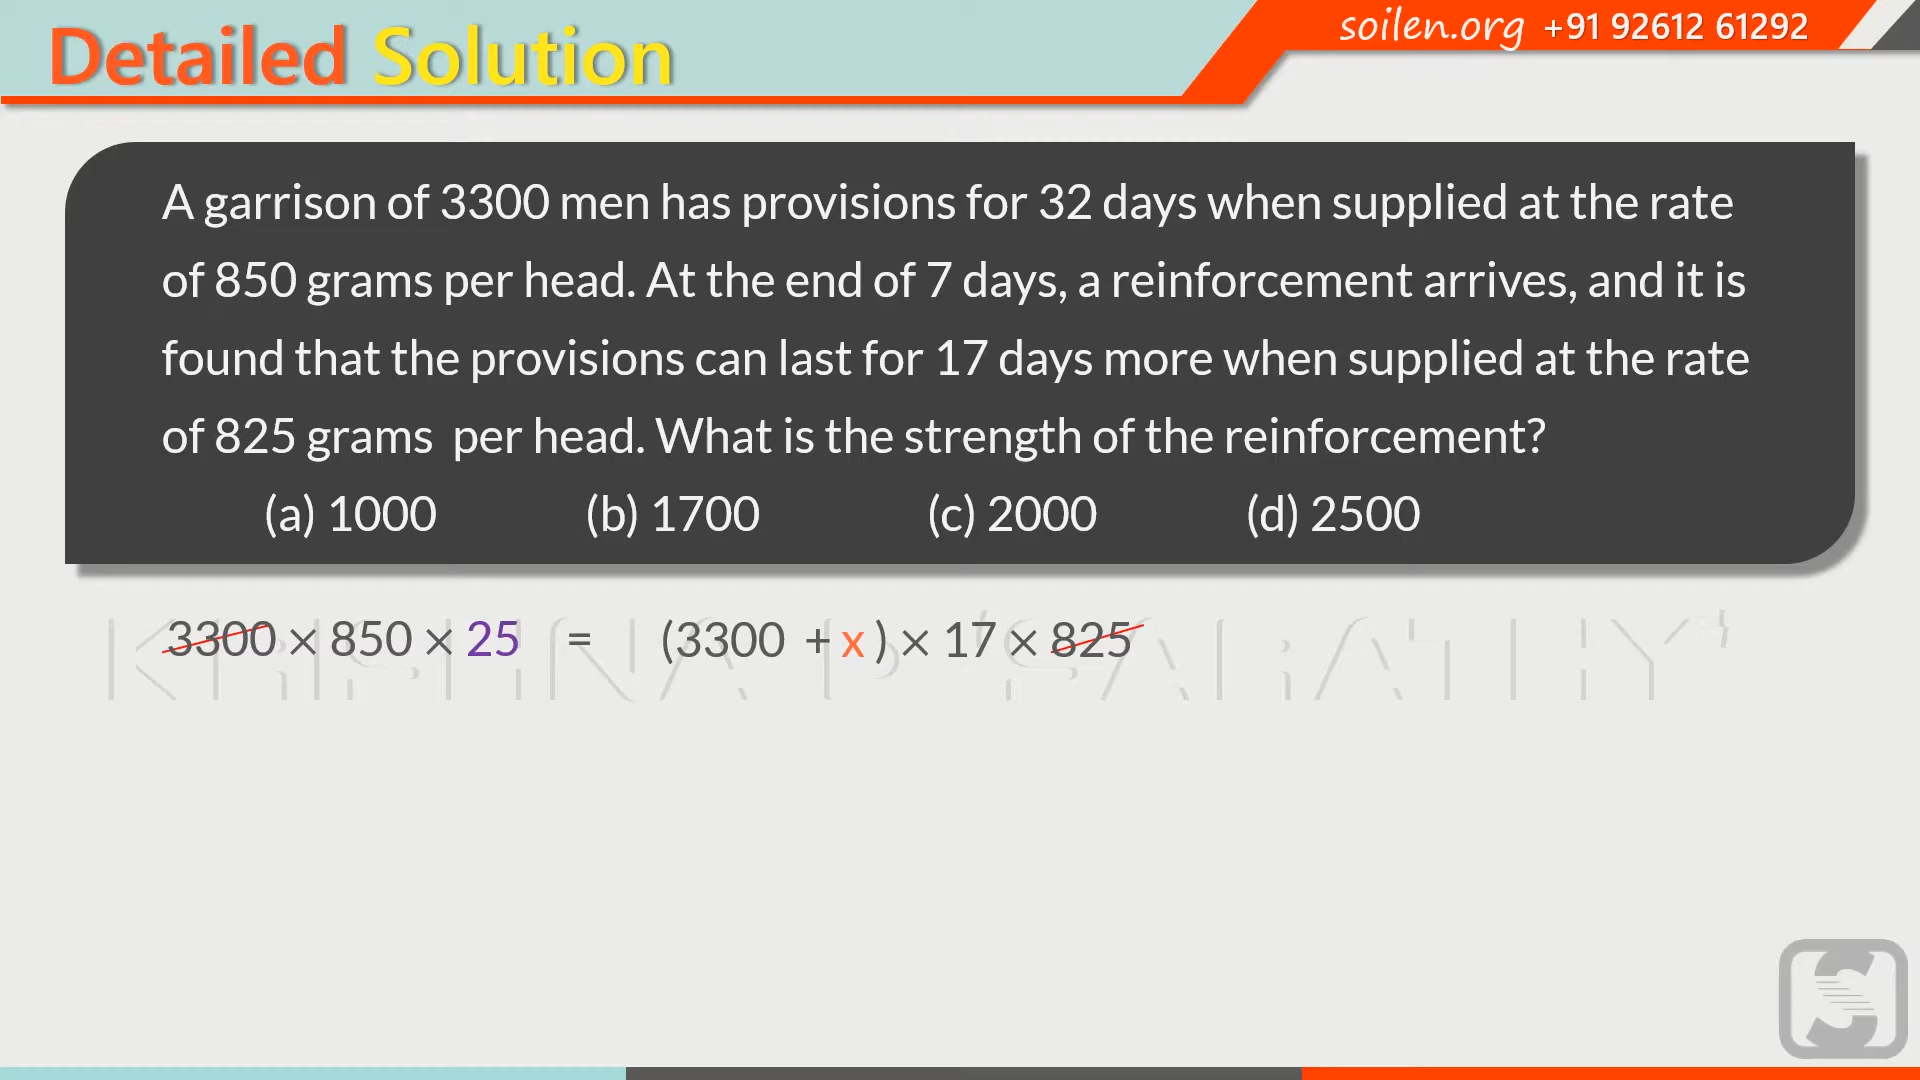 Detailed Solution
soilen.org +91 92612 61292
A garrison of 3300 men has provisions for 32 days when supplied at the rate
of 850 grams per head. At the end of 7 days, a reinforcement arrives, and it is
found that the provisions can last for 17 days more when supplied at the rate
of 825 grams per head. What is the strength of the reinforcement?
(a) 1000 (b) 1700 (c) 2000 (d) 2500
3300 × 850 × 25 = (3300 + x ) × 17 × 825
KRISHNA P 'SARATHY'